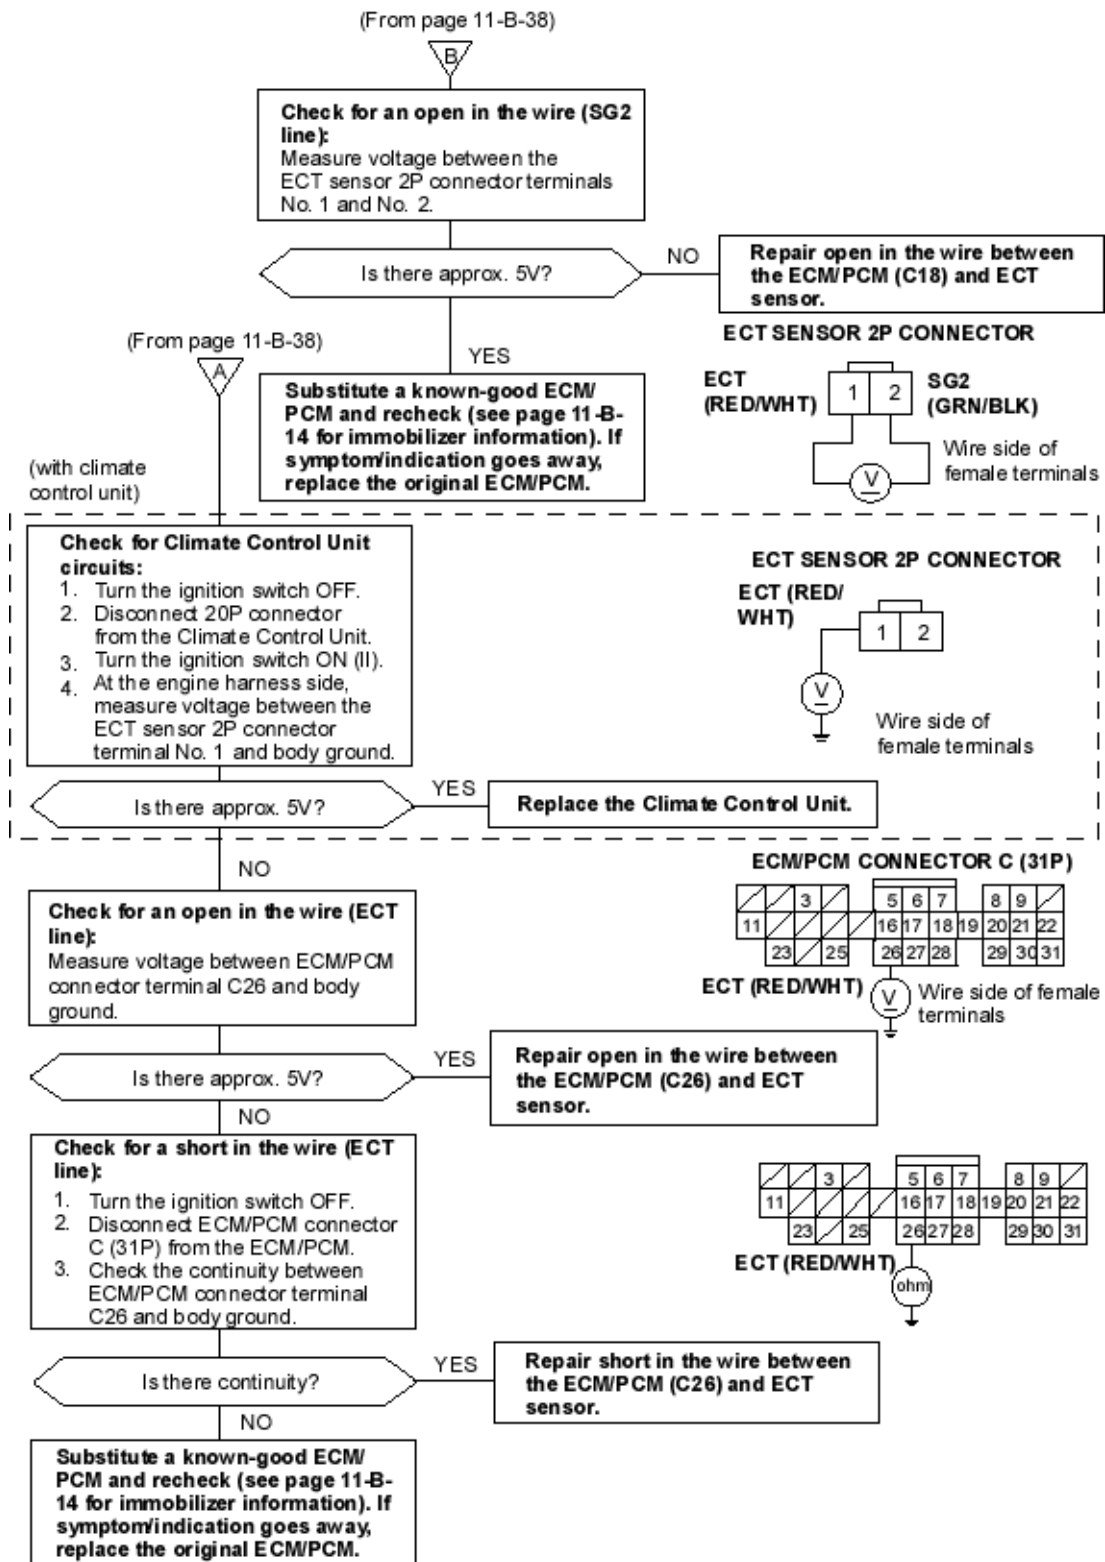 (From page 11-B-38)
B
Check for an open in the wire (SG2
line):
Measure voltage between the
ECT sensor 2P connector terminals
No. 1 and No. 2.
Is there approx. 5V?
NO
Repair open in the wire between
the ECM/PCM (C18) and ECT
sensor.
YES
Substitute a known-good ECM/
PCM and recheck (see page 11-B-
14 for immobilizer information). If
symptom/indication goes away,
replace the original ECM/PCM.
ECT SENSOR 2P CONNECTOR
ECT
(RED/WHT)
1 2
SG2
(GRN/BLK)
V
Wire side of
female terminals
(From page 11-B-38)
A
(with climate
control unit)
Check for Climate Control Unit
circuits:
1. Turn the ignition switch OFF.
2. Disconnect 20P connector
from the Climate Control Unit.
3. Turn the ignition switch ON (II).
4. At the engine harness side,
measure voltage between the
ECT sensor 2P connector
terminal No. 1 and body ground.
ECT SENSOR 2P CONNECTOR
ECT (RED/
WHT)
1 2
V
Wire side of
female terminals
Is there approx. 5V?
YES
Replace the Climate Control Unit.
NO
Check for an open in the wire (ECT
line):
Measure voltage between ECM/PCM
connector terminal C26 and body
ground.
ECM/PCM CONNECTOR C (31P)
3 5 6 7 8 9
11 16 17 18 19 20 21 22
23 25 26 27 28 29 30 31
ECT (RED/WHT)
V
Wire side of female
terminals
Is there approx. 5V?
YES
Repair open in the wire between
the ECM/PCM (C26) and ECT
sensor.
NO
Check for a short in the wire (ECT
line):
1. Turn the ignition switch OFF.
2. Disconnect ECM/PCM connector
C (31P) from the ECM/PCM.
3. Check the continuity between
ECM/PCM connector terminal
C26 and body ground.
3 5 6 7 8 9
11 16 17 18 19 20 21 22
23 25 26 27 28 29 30 31
ECT (RED/WHT)
ohm
Is there continuity?
YES
Repair short in the wire between
the ECM/PCM (C26) and ECT
sensor.
NO
Substitute a known-good ECM/
PCM and recheck (see page 11-B-
14 for immobilizer information). If
symptom/indication goes away,
replace the original ECM/PCM.